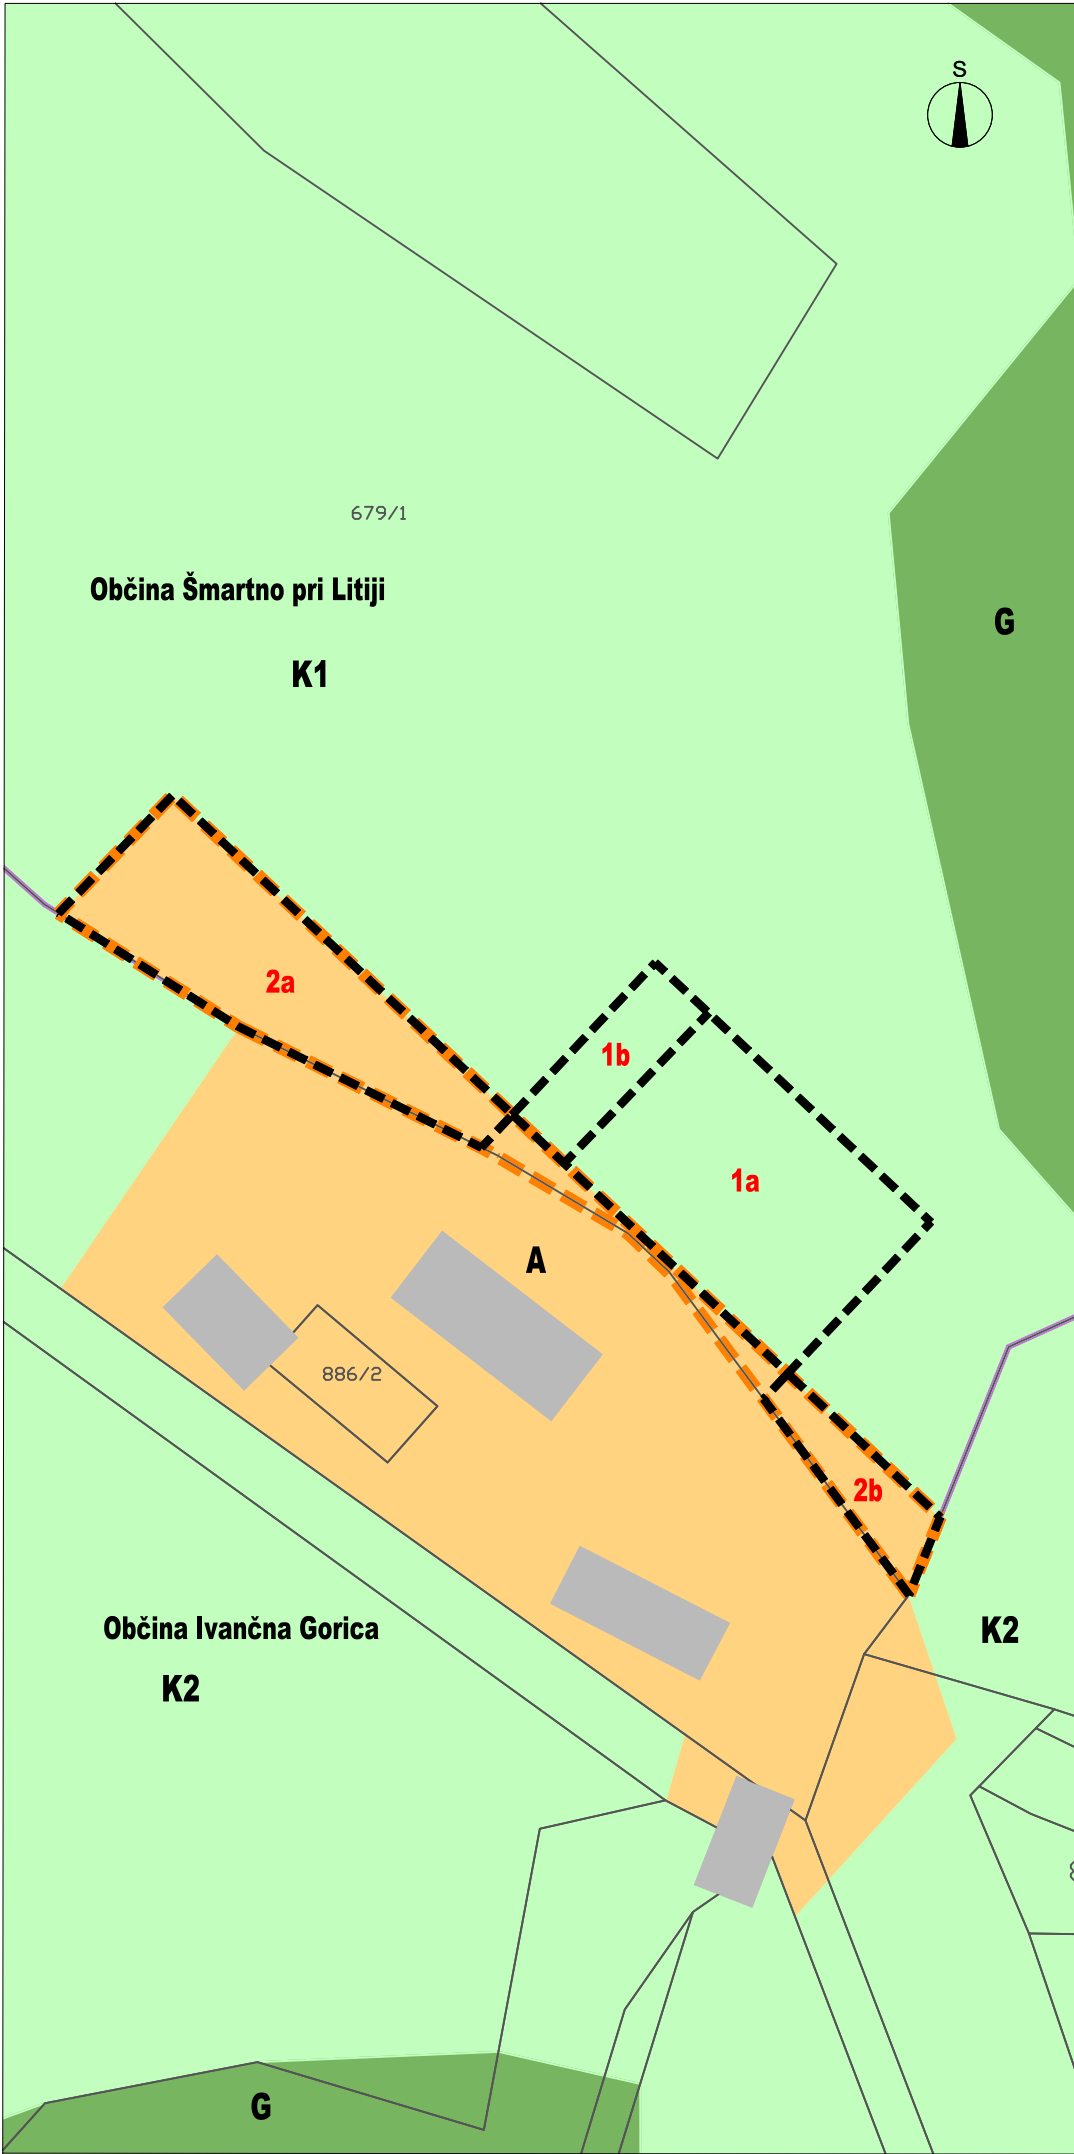 S
679/1
Občina Šmartno pri Litiji
G
K1
2a
1b
1a
A
886/2
2b
Občina Ivančna Gorica
K2
K2
G